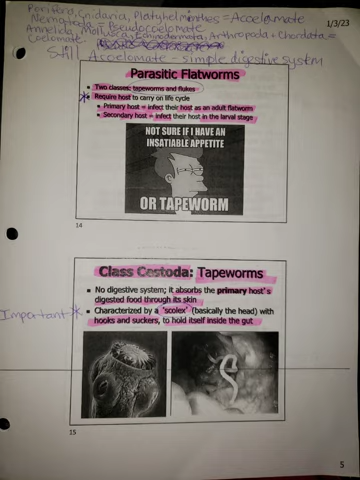 Porifera, Cnidaria, Platyhelminthes = Acoelomate
1/3/23
Nematoda = Pseudocoelomate
Annelida, Mollusca, Echinodermata, Arthropoda + Chordata =
Coelomate
Still Acoelomate - simple digestive system
Parasitic Flatworms
Two classes: tapeworms and flukes
Require host to carry on life cycle
Primary host = infect their host as an adult flatworm
Secondary host = infect their host in the larval stage
NOT SURE IF I HAVE AN
INSATIABLE APPETITE
OR TAPEWORM
14
Class Cestoda: Tapeworms
No digestive system; it absorbs the primary host's
digested food through its skin
Important *
Characterized by a 'scolex' (basically the head) with
hooks and suckers, to hold itself inside the gut
15
5